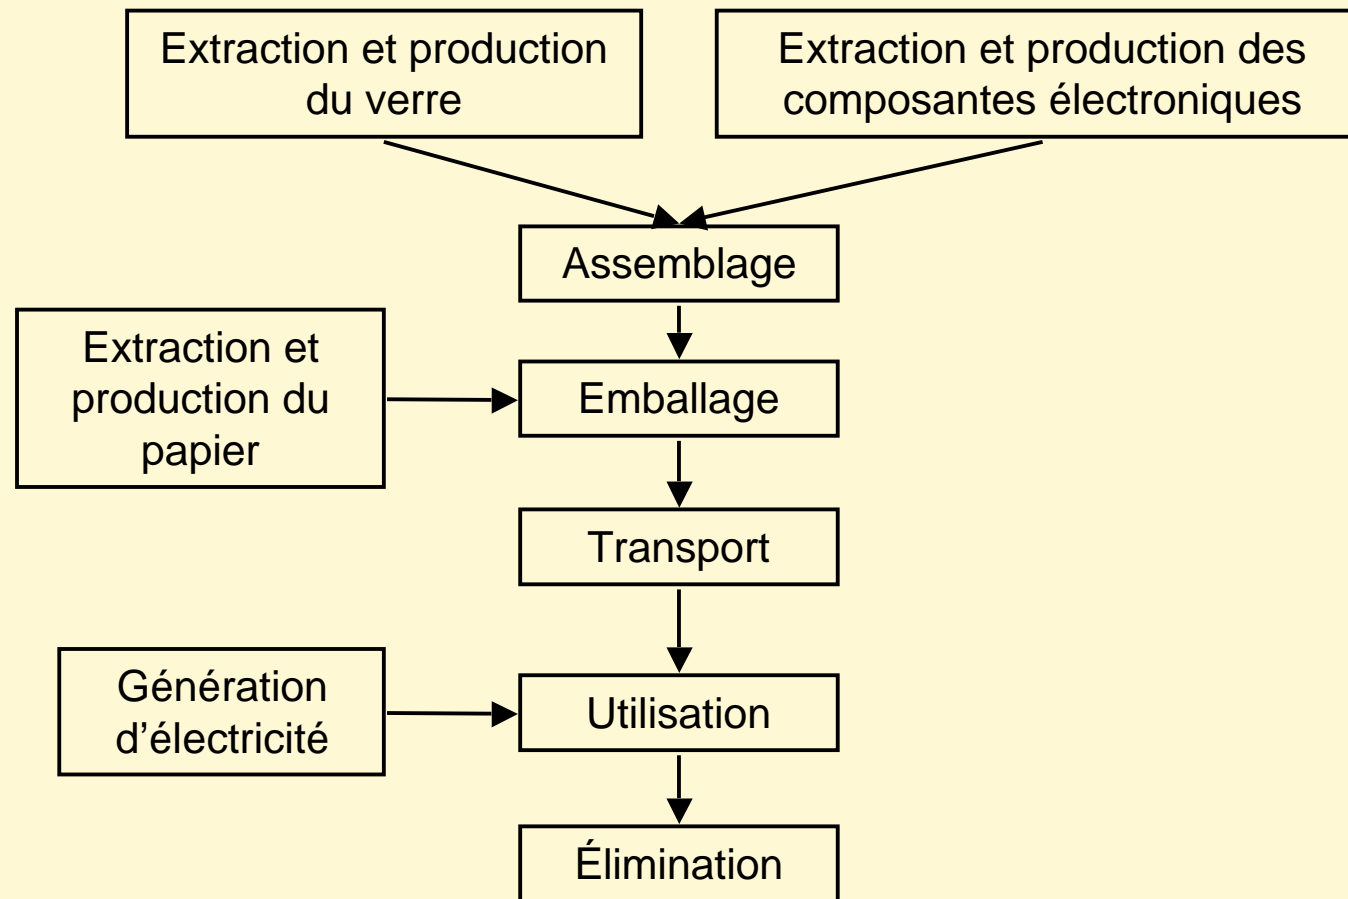 Extraction et production
du verre
Extraction et production des
composantes électroniques
Assemblage
Extraction et
production du
papier
Emballage
Transport
Génération
d’électricité
Utilisation
Élimination